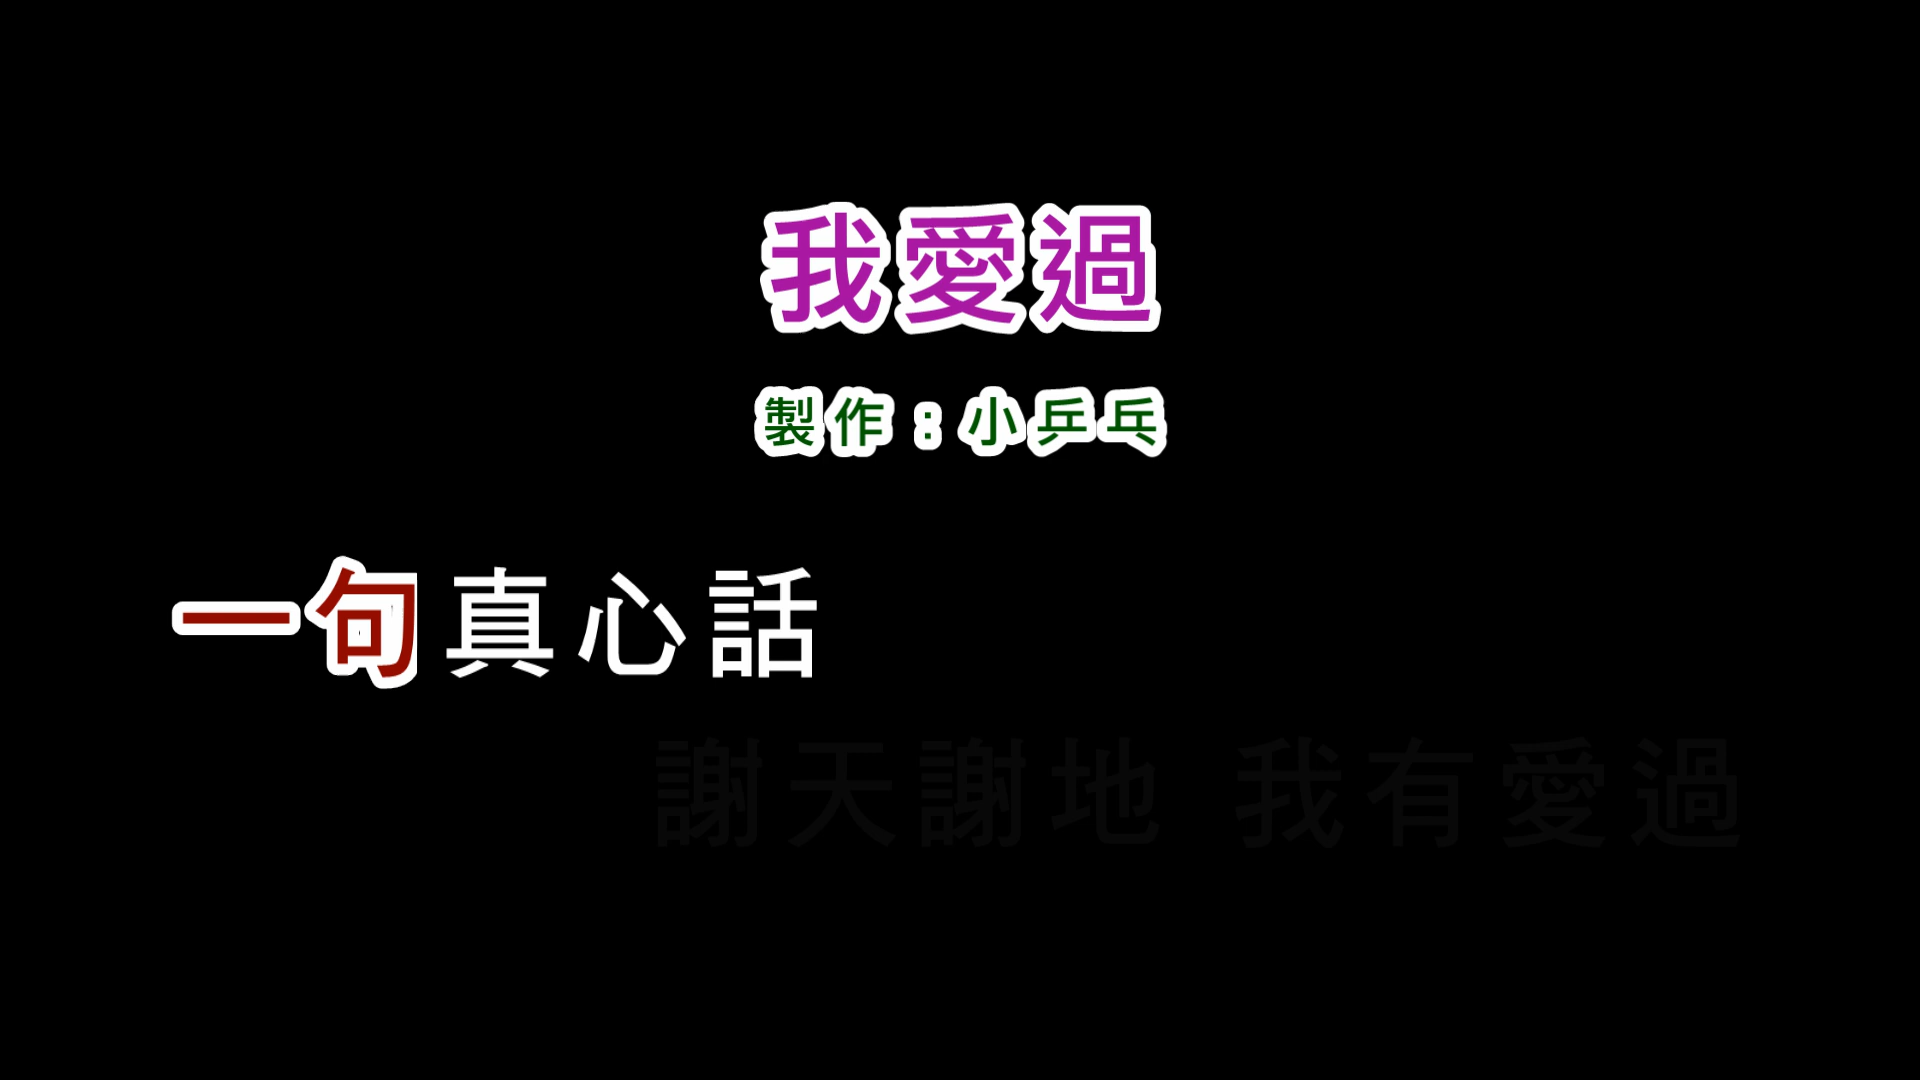 我愛過
製作：小乒乓
一句真心話
謝天謝地 我有愛過